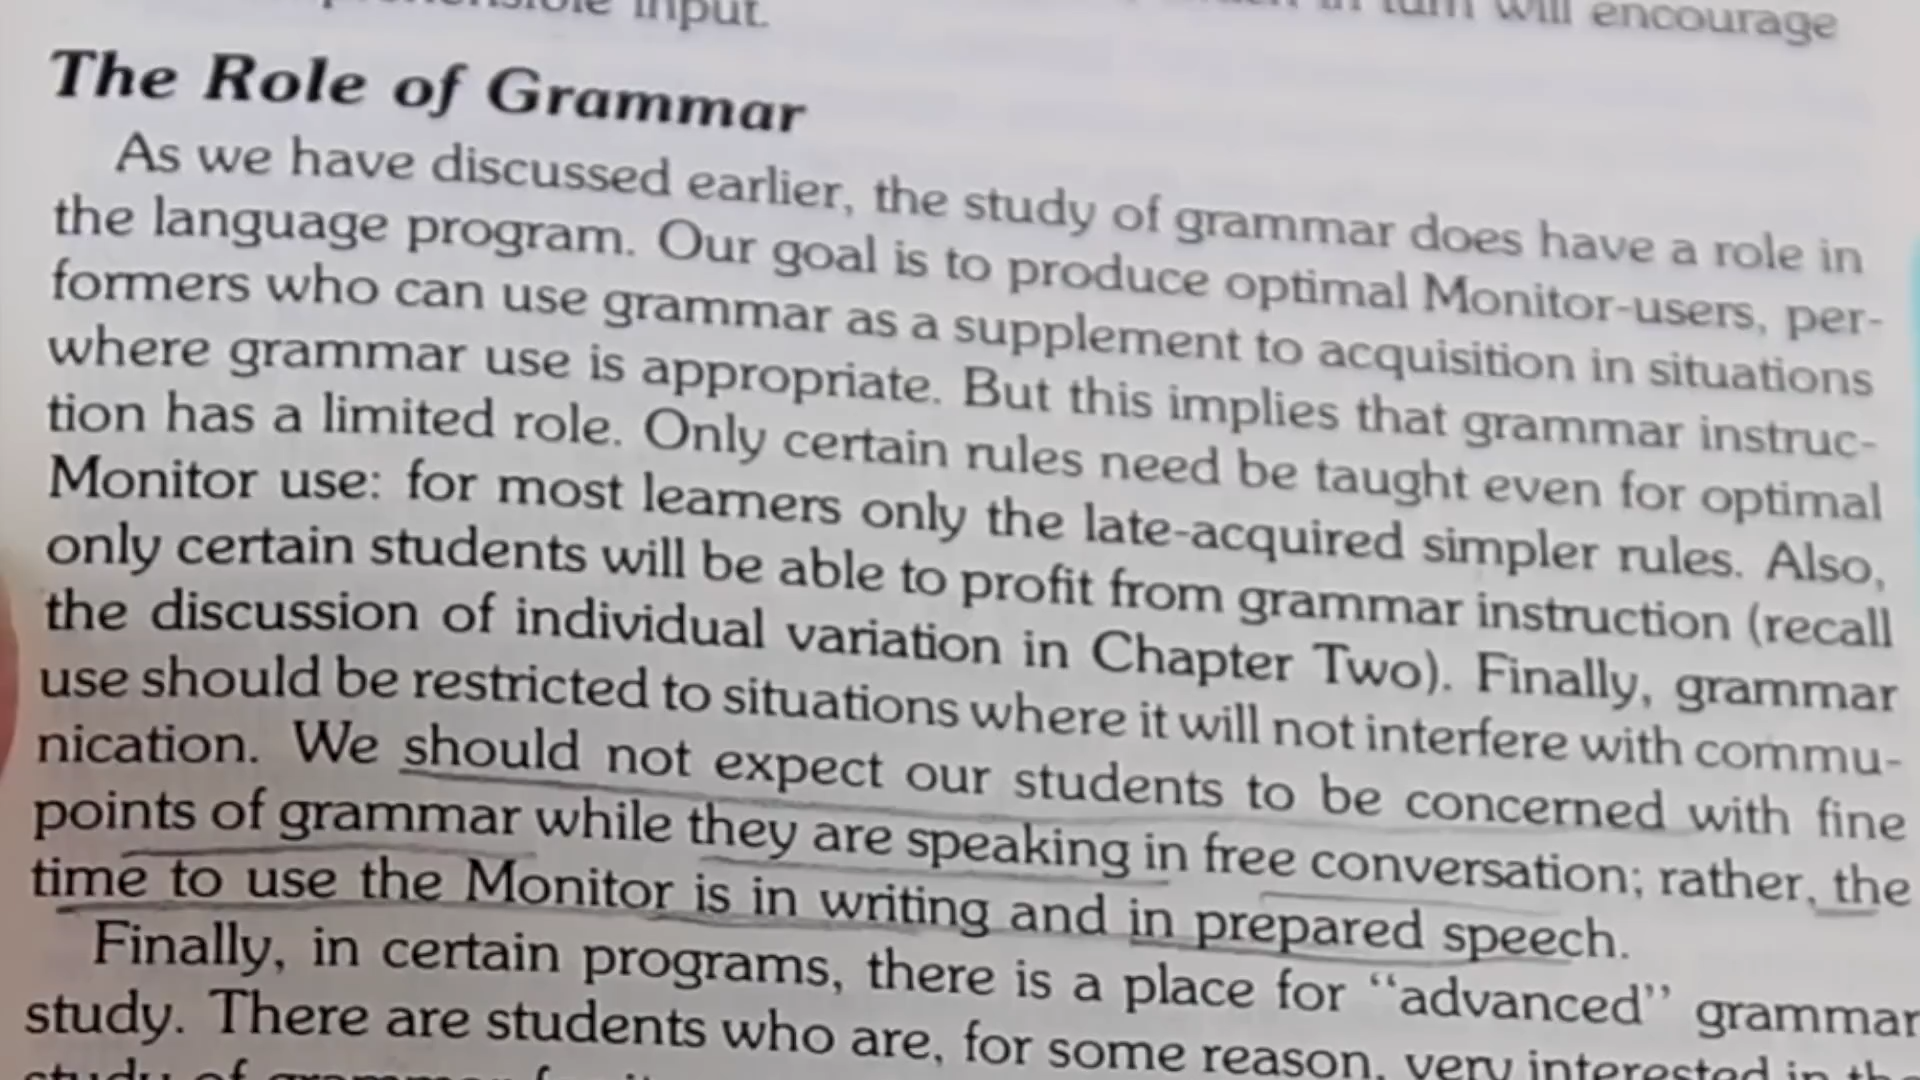 input.
in turn will encourage
The Role of Grammar
As we have discussed earlier, the study of grammar does have a role in
the language program. Our goal is to produce optimal Monitor-users, per-
formers who can use grammar as a supplement to acquisition in situations
where grammar use is appropriate. But this implies that grammar instruc-
tion has a limited role. Only certain rules need be taught even for optimal
Monitor use: for most learners only the late-acquired simpler rules. Also,
only certain students will be able to profit from grammar instruction (recall
the discussion of individual variation in Chapter Two). Finally, grammar
use should be restricted to situations where it will not interfere with commu-
nication. We should not expect our students to be concerned with fine
points of grammar while they are speaking in free conversation; rather, the
time to use the Monitor is in writing and in prepared speech.
Finally, in certain programs, there is a place for “advanced” grammar
study. There are students who are, for some reason, very interested in the
study of grammar